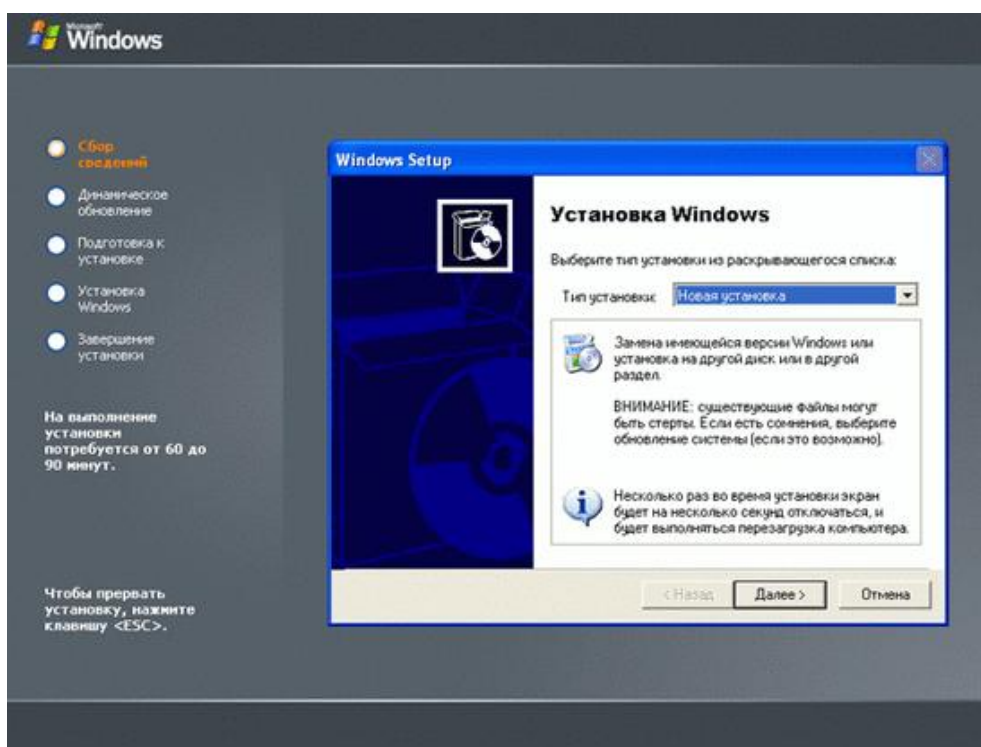 Microsoft
Windows
Сбор
сведений
Динамическое
обновление
Подготовка к
установке
Установка
Windows
Завершение
установки
На выполнение
установки
потребуется от 60 до
90 минут.
Чтобы прервать
установку, нажмите
клавишу <ESC>.
Windows Setup
Установка Windows
Выберите тип установки из раскрывающегося списка:
Тип установки: Новая установка
Замена имеющейся версии Windows или
установка на другой диск или в другой
раздел.
ВНИМАНИЕ: существующие файлы могут
быть стерты. Если есть сомнения, выберите
обновление системы (если это возможно).
Несколько раз во время установки экран
будет на несколько секунд отключаться, и
будет выполняться перезагрузка компьютера.
< Назад Далее > Отмена